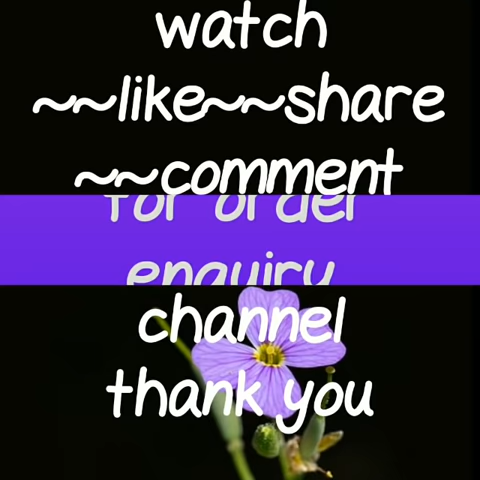 watch
~~like~~share
~~comment
for order
enquiry
channel
thank you